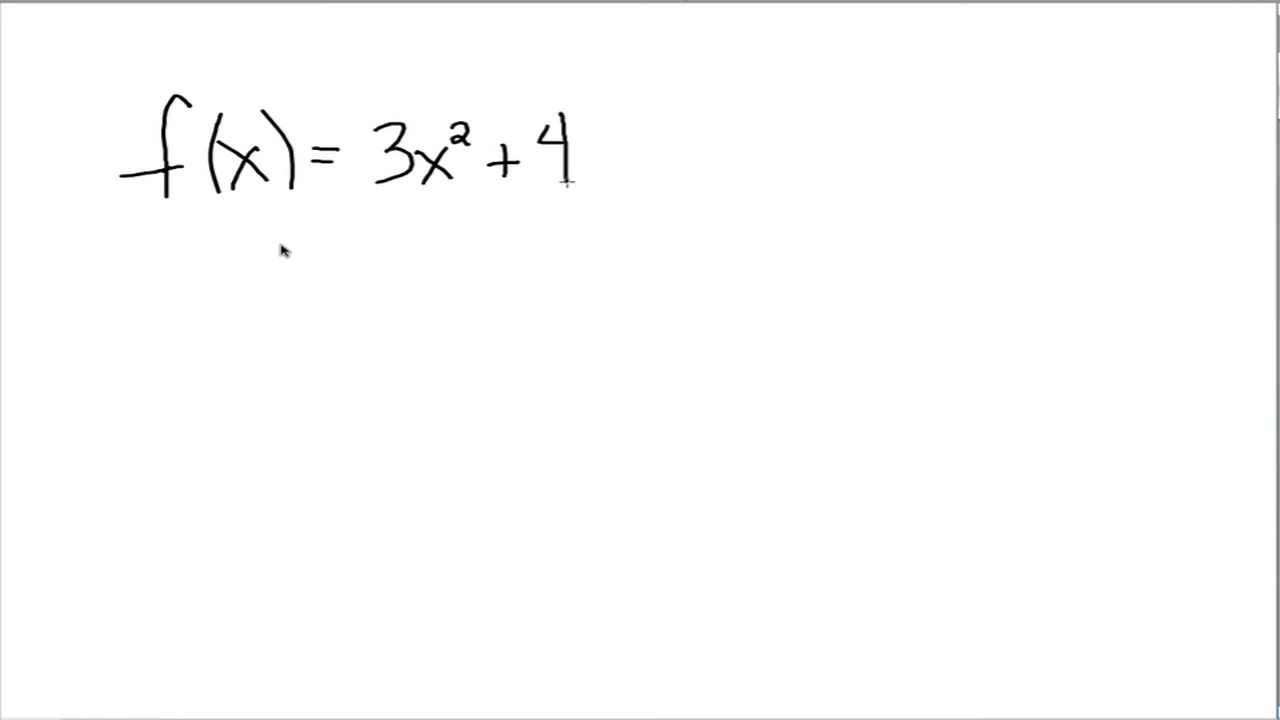 f(x) = 3x² + 4